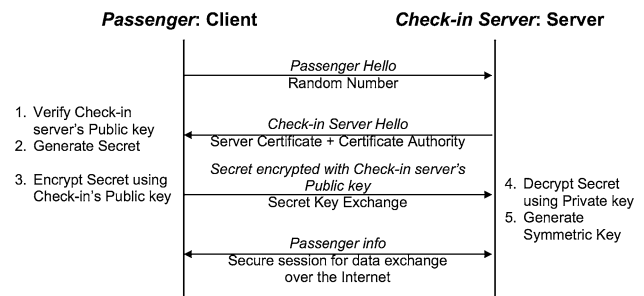 Passenger: Client
Check-in Server: Server
Passenger Hello
Random Number
1. Verify Check-in
server's Public key
2. Generate Secret
Check-in Server Hello
Server Certificate + Certificate Authority
3. Encrypt Secret using
Check-in's Public key
Secret encrypted with Check-in server's
Public key
Secret Key Exchange
4. Decrypt Secret
using Private key
5. Generate
Symmetric Key
Passenger info
Secure session for data exchange
over the Internet